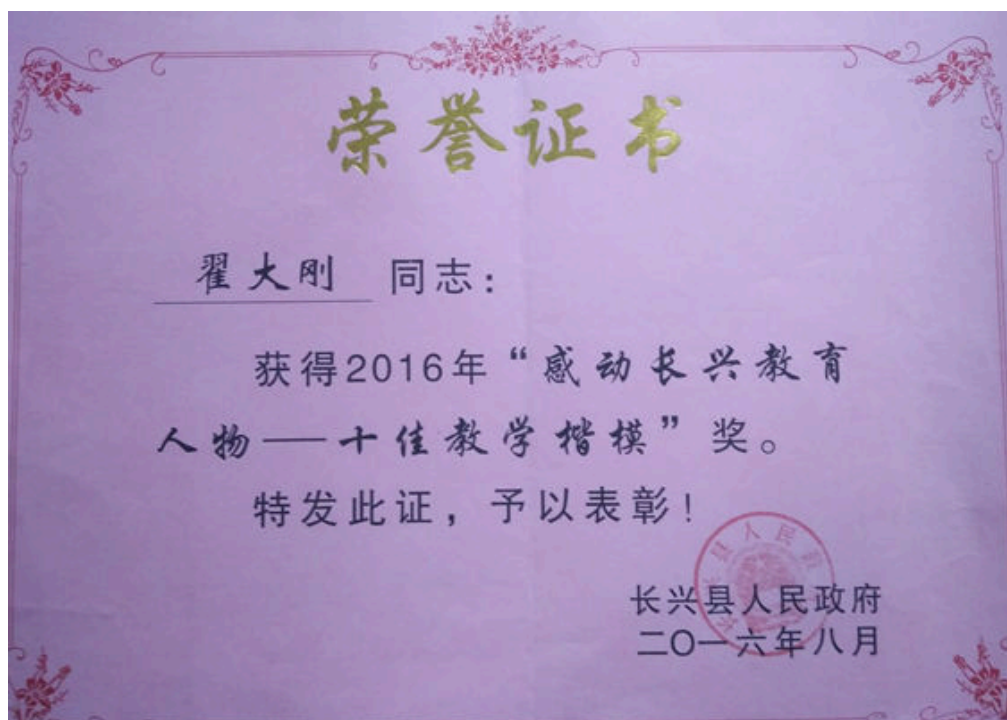 荣誉证书
翟大刚 同志：
获得2016年“感动长兴教育
人物——十佳教学楷模”奖。
特发此证，予以表彰！
长兴县人民政府
二〇一六年八月